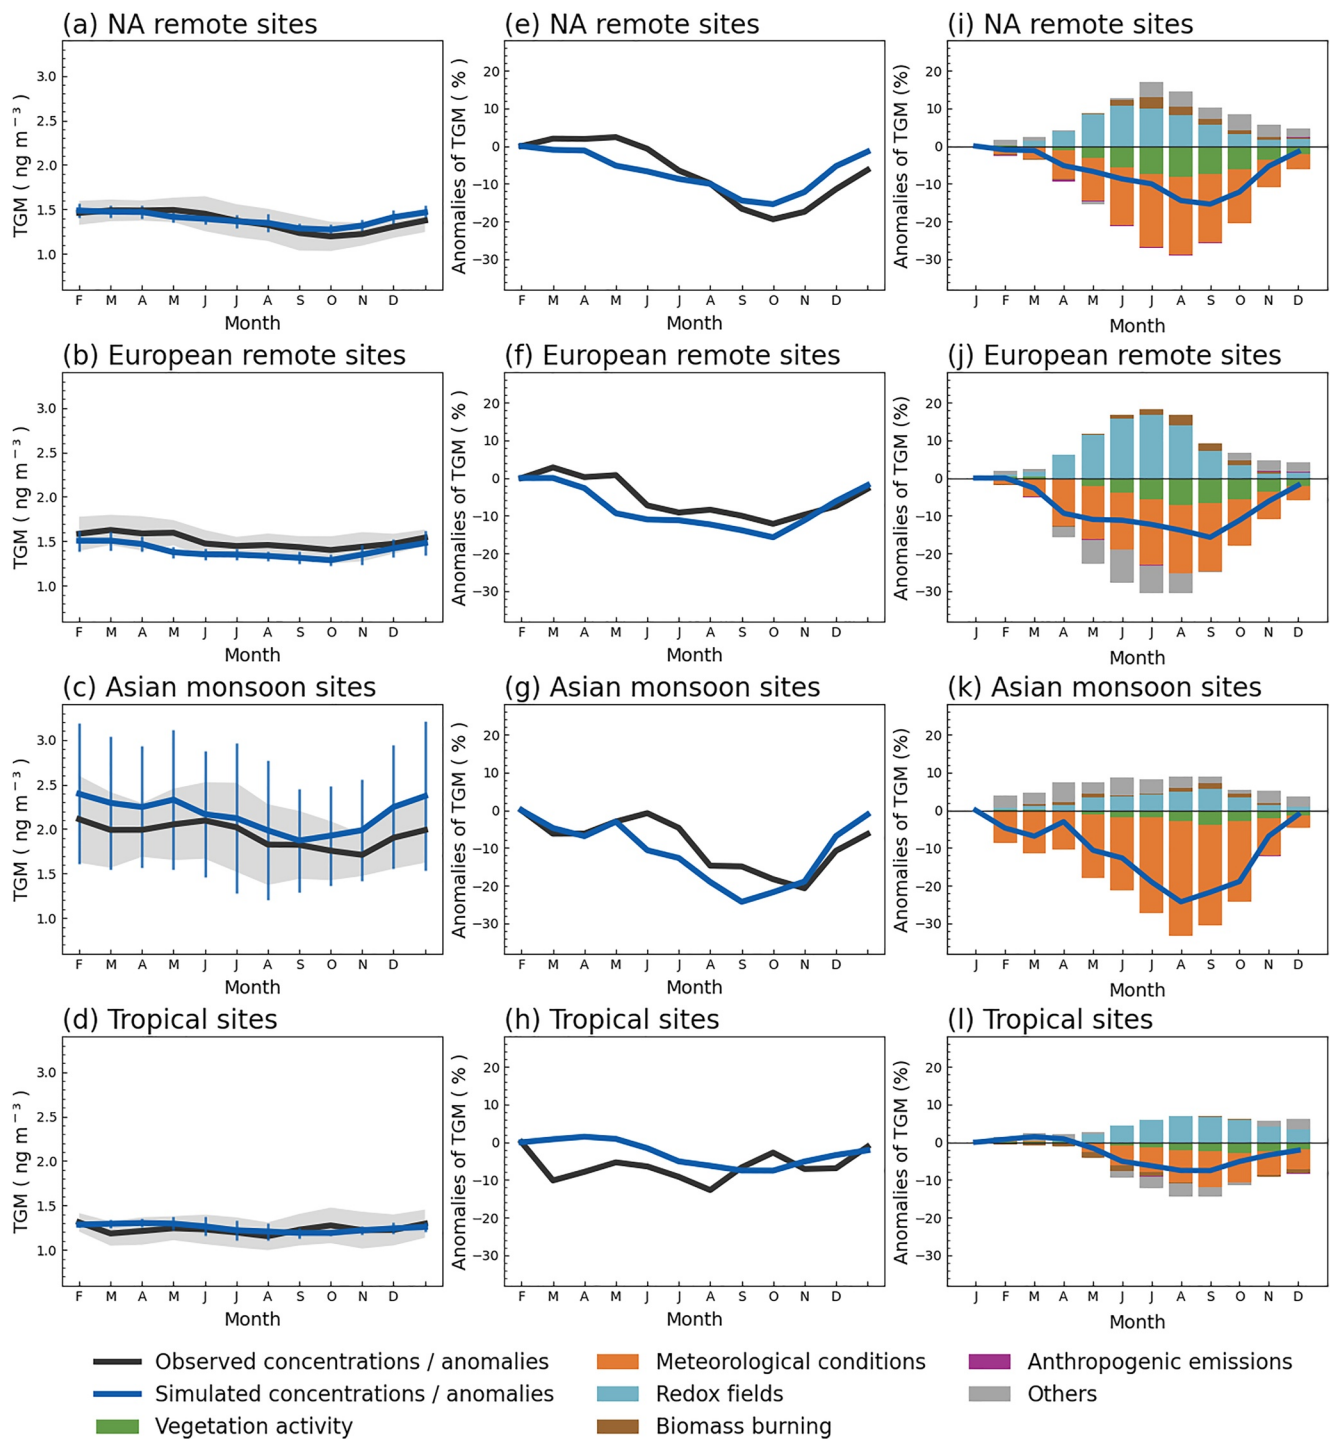 (a) NA remote sites
TGM ( ng m⁻³ )
3.0
2.5
2.0
1.5
1.0
F M A M J J A S O N D
Month
(e) NA remote sites
Anomalies of TGM ( % )
20
10
0
−10
−20
−30
F M A M J J A S O N D
Month
(i) NA remote sites
Anomalies of TGM (%)
20
10
0
−10
−20
−30
J F M A M J J A S O N D
Month
(b) European remote sites
TGM ( ng m⁻³ )
3.0
2.5
2.0
1.5
1.0
F M A M J J A S O N D
Month
(f) European remote sites
Anomalies of TGM ( % )
20
10
0
−10
−20
−30
F M A M J J A S O N D
Month
(j) European remote sites
Anomalies of TGM (%)
20
10
0
−10
−20
−30
J F M A M J J A S O N D
Month
(c) Asian monsoon sites
TGM ( ng m⁻³ )
3.0
2.5
2.0
1.5
1.0
F M A M J J A S O N D
Month
(g) Asian monsoon sites
Anomalies of TGM ( % )
20
10
0
−10
−20
−30
F M A M J J A S O N D
Month
(k) Asian monsoon sites
Anomalies of TGM (%)
20
10
0
−10
−20
−30
J F M A M J J A S O N D
Month
(d) Tropical sites
TGM ( ng m⁻³ )
3.0
2.5
2.0
1.5
1.0
F M A M J J A S O N D
Month
(h) Tropical sites
Anomalies of TGM ( % )
20
10
0
−10
−20
−30
F M A M J J A S O N D
Month
(l) Tropical sites
Anomalies of TGM (%)
20
10
0
−10
−20
−30
J F M A M J J A S O N D
Month
Observed concentrations / anomalies
Simulated concentrations / anomalies
Vegetation activity
Meteorological conditions
Redox fields
Biomass burning
Anthropogenic emissions
Others